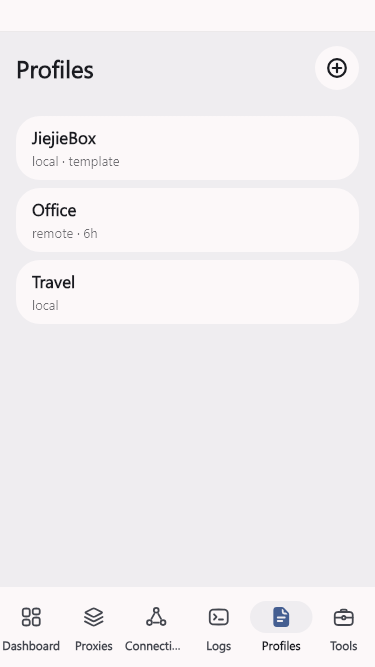 Profiles
JiejieBox
local · template
Office
remote · 6h
Travel
local
Dashboard
Proxies
Connecti...
Logs
Profiles
Tools